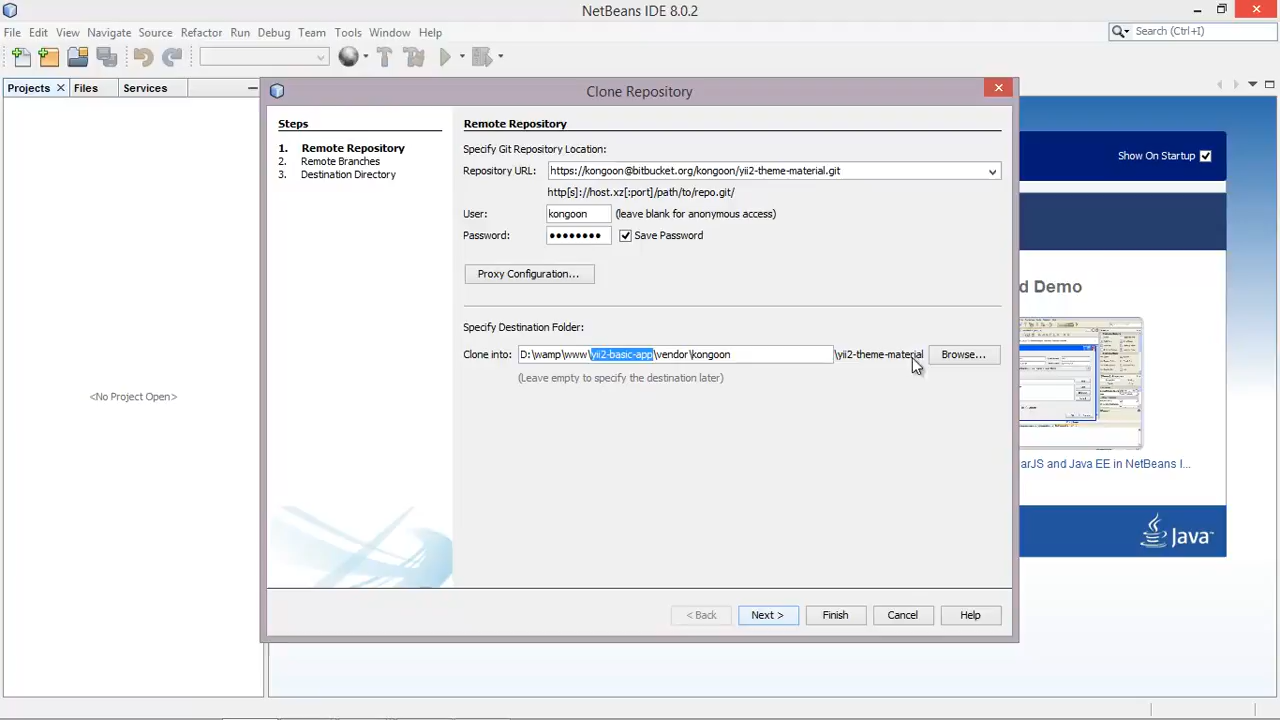 NetBeans IDE 8.0.2
File Edit View Navigate Source Refactor Run Debug Team Tools Window Help
Search (Ctrl+I)
Projects Files Services
<No Project Open>
Clone Repository
Steps
1. Remote Repository
2. Remote Branches
3. Destination Directory
Remote Repository
Specify Git Repository Location:
Repository URL: https://kongoon@bitbucket.org/kongoon/yii2-theme-material.git
http[s]://host.xz[:port]/path/to/repo.git/
User: kongoon (leave blank for anonymous access)
Password: ●●●●●●●● Save Password
Proxy Configuration...
Specify Destination Folder:
Clone into: D:\wamp\www\yii2-basic-app\vendor\kongoon \yii2-theme-material Browse...
(Leave empty to specify the destination later)
< Back Next > Finish Cancel Help
Show On Startup
d Demo
arJS and Java EE in NetBeans I...
Java